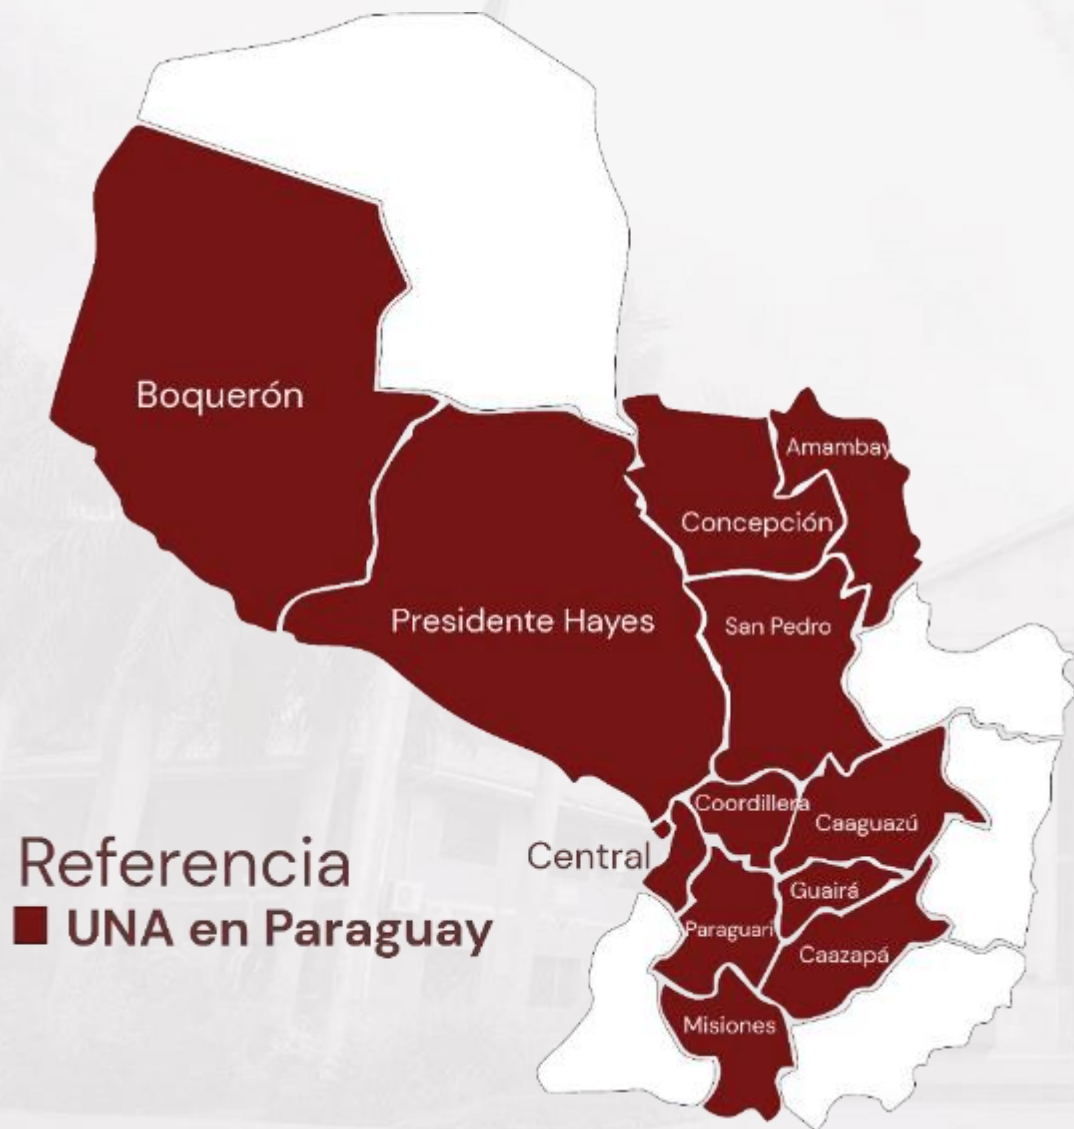 Boquerón
Amambay
Concepción
Presidente Hayes
San Pedro
Coordillera
Caaguazú
Central
Guairá
Paraguarí
Caazapá
Misiones
Referencia
UNA en Paraguay